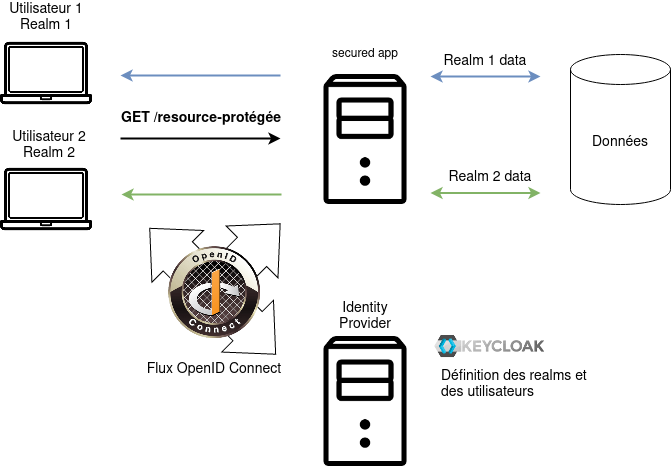 Utilisateur 1
Realm 1
secured app
Realm 1 data
GET /resource-protégée
Utilisateur 2
Realm 2
Données
Realm 2 data
OpenID
Connect
Flux OpenID Connect
Identity
Provider
KEYCLOAK
Définition des realms et
des utilisateurs